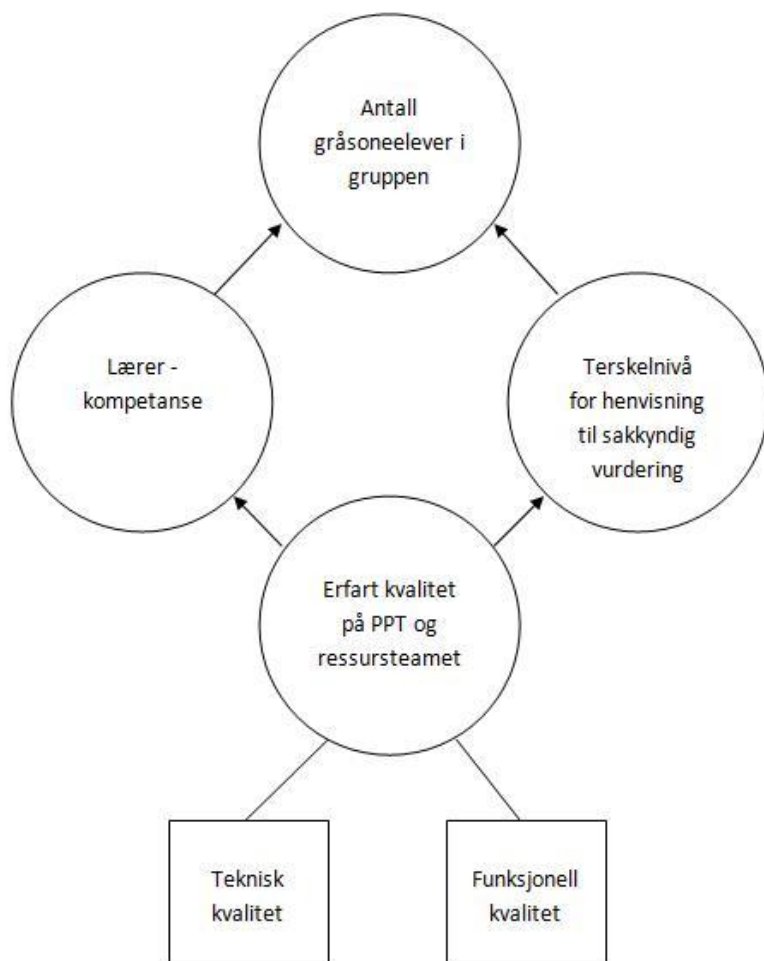 Antall
gråsoneelever i
gruppen
Lærer -
kompetanse
Terskelnivå
for henvisning
til sakkyndig
vurdering
Erfart kvalitet
på PPT og
ressursteamet
Teknisk
kvalitet
Funksjonell
kvalitet